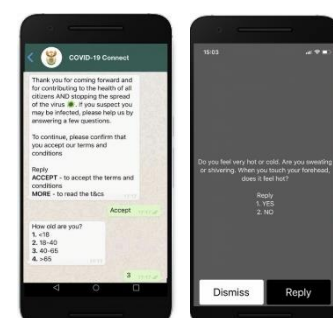 COVID-19 Connect
Thank you for coming forward and
for contributing to the health of all
citizens AND stopping the spread
of the virus. If you suspect you
may be infected, please help us by
answering a few questions.
To continue, please confirm that
you accept our terms and
conditions
Reply
ACCEPT - to accept the terms and
conditions
MORE - to read the t&cs
Accept
How old are you?
1. <18
2. 18-40
3. 40-65
4. >65
3
15:03
Do you feel very hot or cold. Are you sweating
or shivering. When you touch your forehead,
does it feel hot?
Reply
1. YES
2. NO
Dismiss
Reply